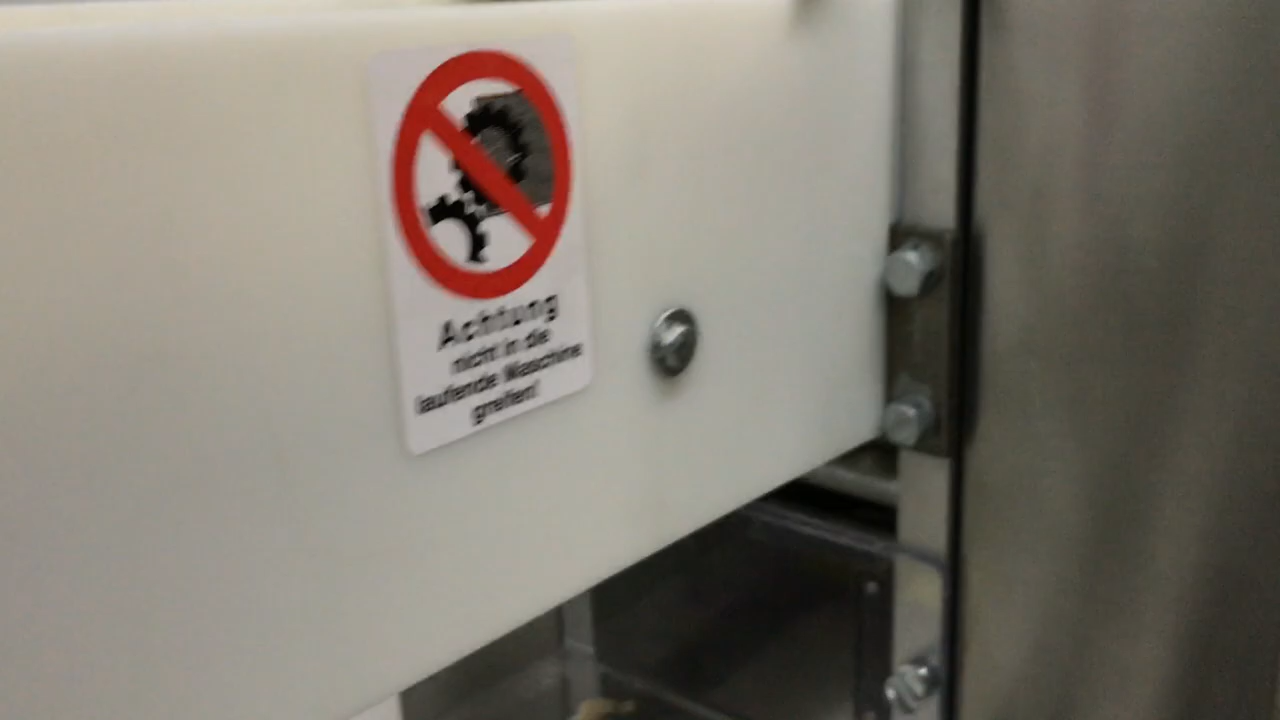 Achtung
nicht in die
laufende Maschine
greifen!